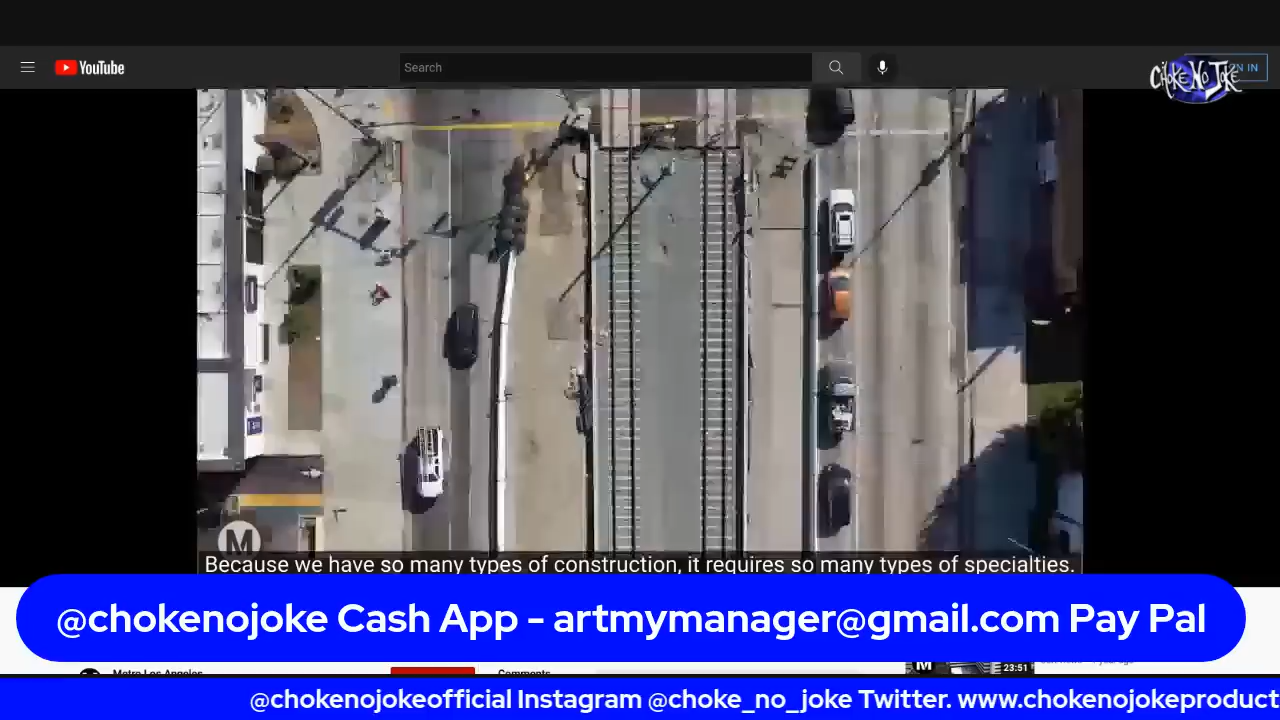 YouTube
Search
CHOKE NO JOKE
IN
M
Because we have so many types of construction, it requires so many types of specialties.
@chokenojoke Cash App - artmymanager@gmail.com Pay Pal
Metro Los Angeles
Comments
M
23:51
@chokenojokeofficial Instagram @choke_no_joke Twitter. www.chokenojokeproduct